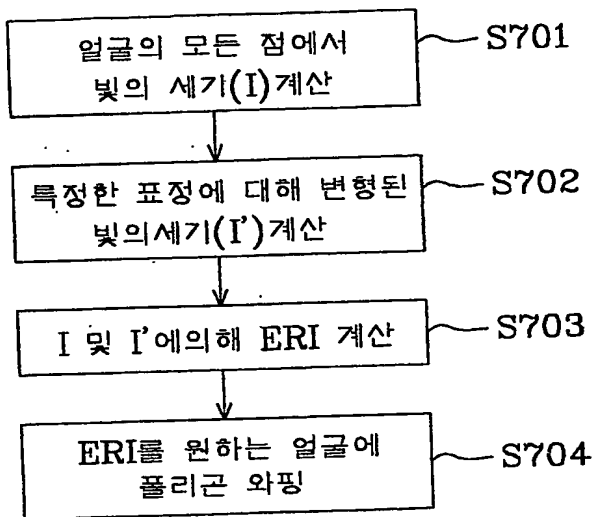 얼굴의 모든 점에서
빛의 세기(I)계산
S701
특정한 표정에 대해 변형된
빛의세기(I')계산
S702
I 및 I'에의해 ERI 계산
S703
ERI를 원하는 얼굴에
폴리곤 와핑
S704